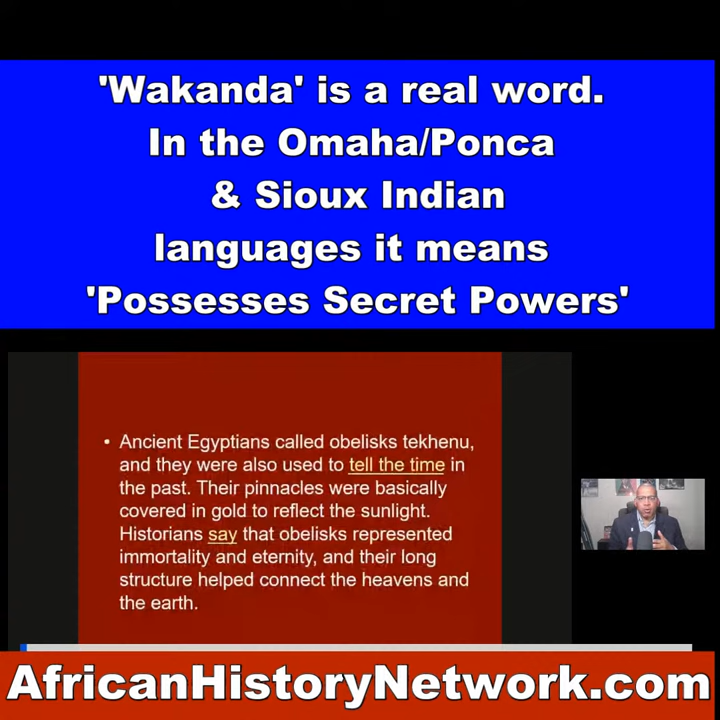 'Wakanda' is a real word.
In the Omaha/Ponca
& Sioux Indian
languages it means
'Possesses Secret Powers'
• Ancient Egyptians called obelisks tekhenu,
and they were also used to tell the time in
the past. Their pinnacles were basically
covered in gold to reflect the sunlight.
Historians say that obelisks represented
immortality and eternity, and their long
structure helped connect the heavens and
the earth.
AfricanHistoryNetwork.com